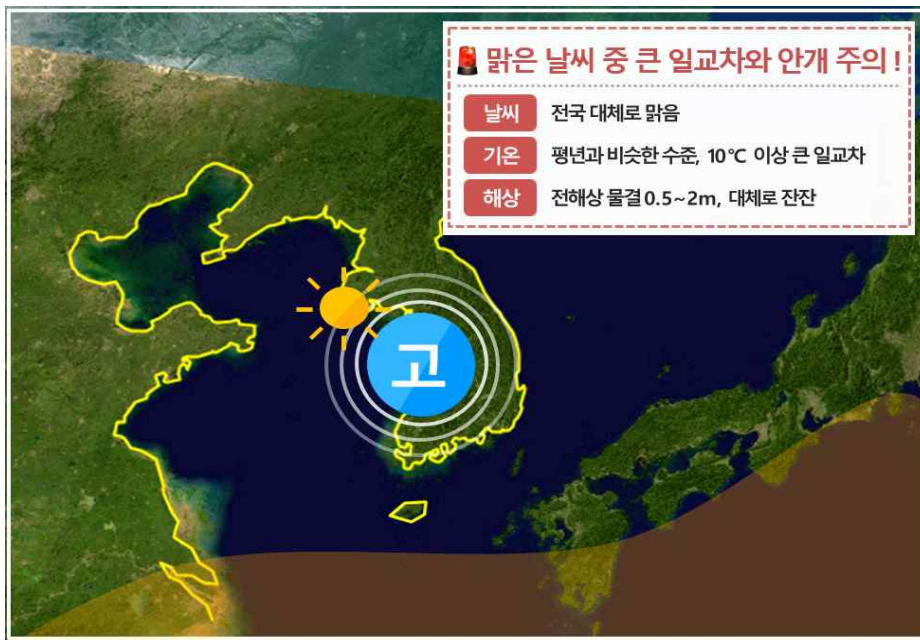 맑은 날씨 중 큰 일교차와 안개 주의 !
날씨 전국 대체로 맑음
기온 평년과 비슷한 수준, 10℃ 이상 큰 일교차
해상 전해상 물결 0.5~2m, 대체로 잔잔
고